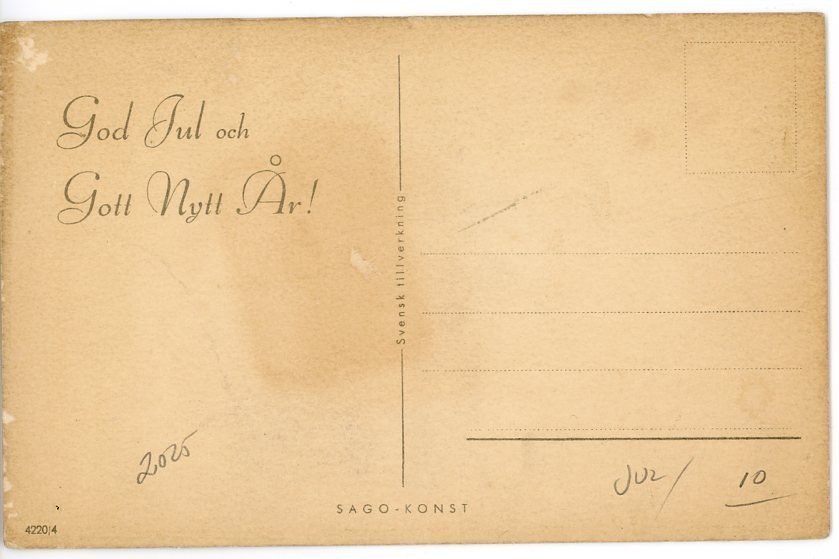 God Jul och
Gott Nytt År!
Svensk tillverkning
2025
JUL/ 10
SAGO-KONST
4220/4